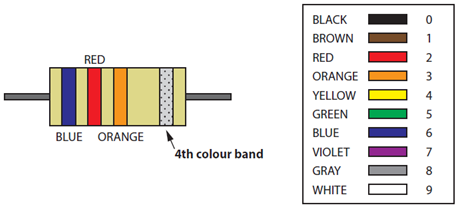 RED
BLUE ORANGE
4th colour band
BLACK 0
BROWN 1
RED 2
ORANGE 3
YELLOW 4
GREEN 5
BLUE 6
VIOLET 7
GRAY 8
WHITE 9